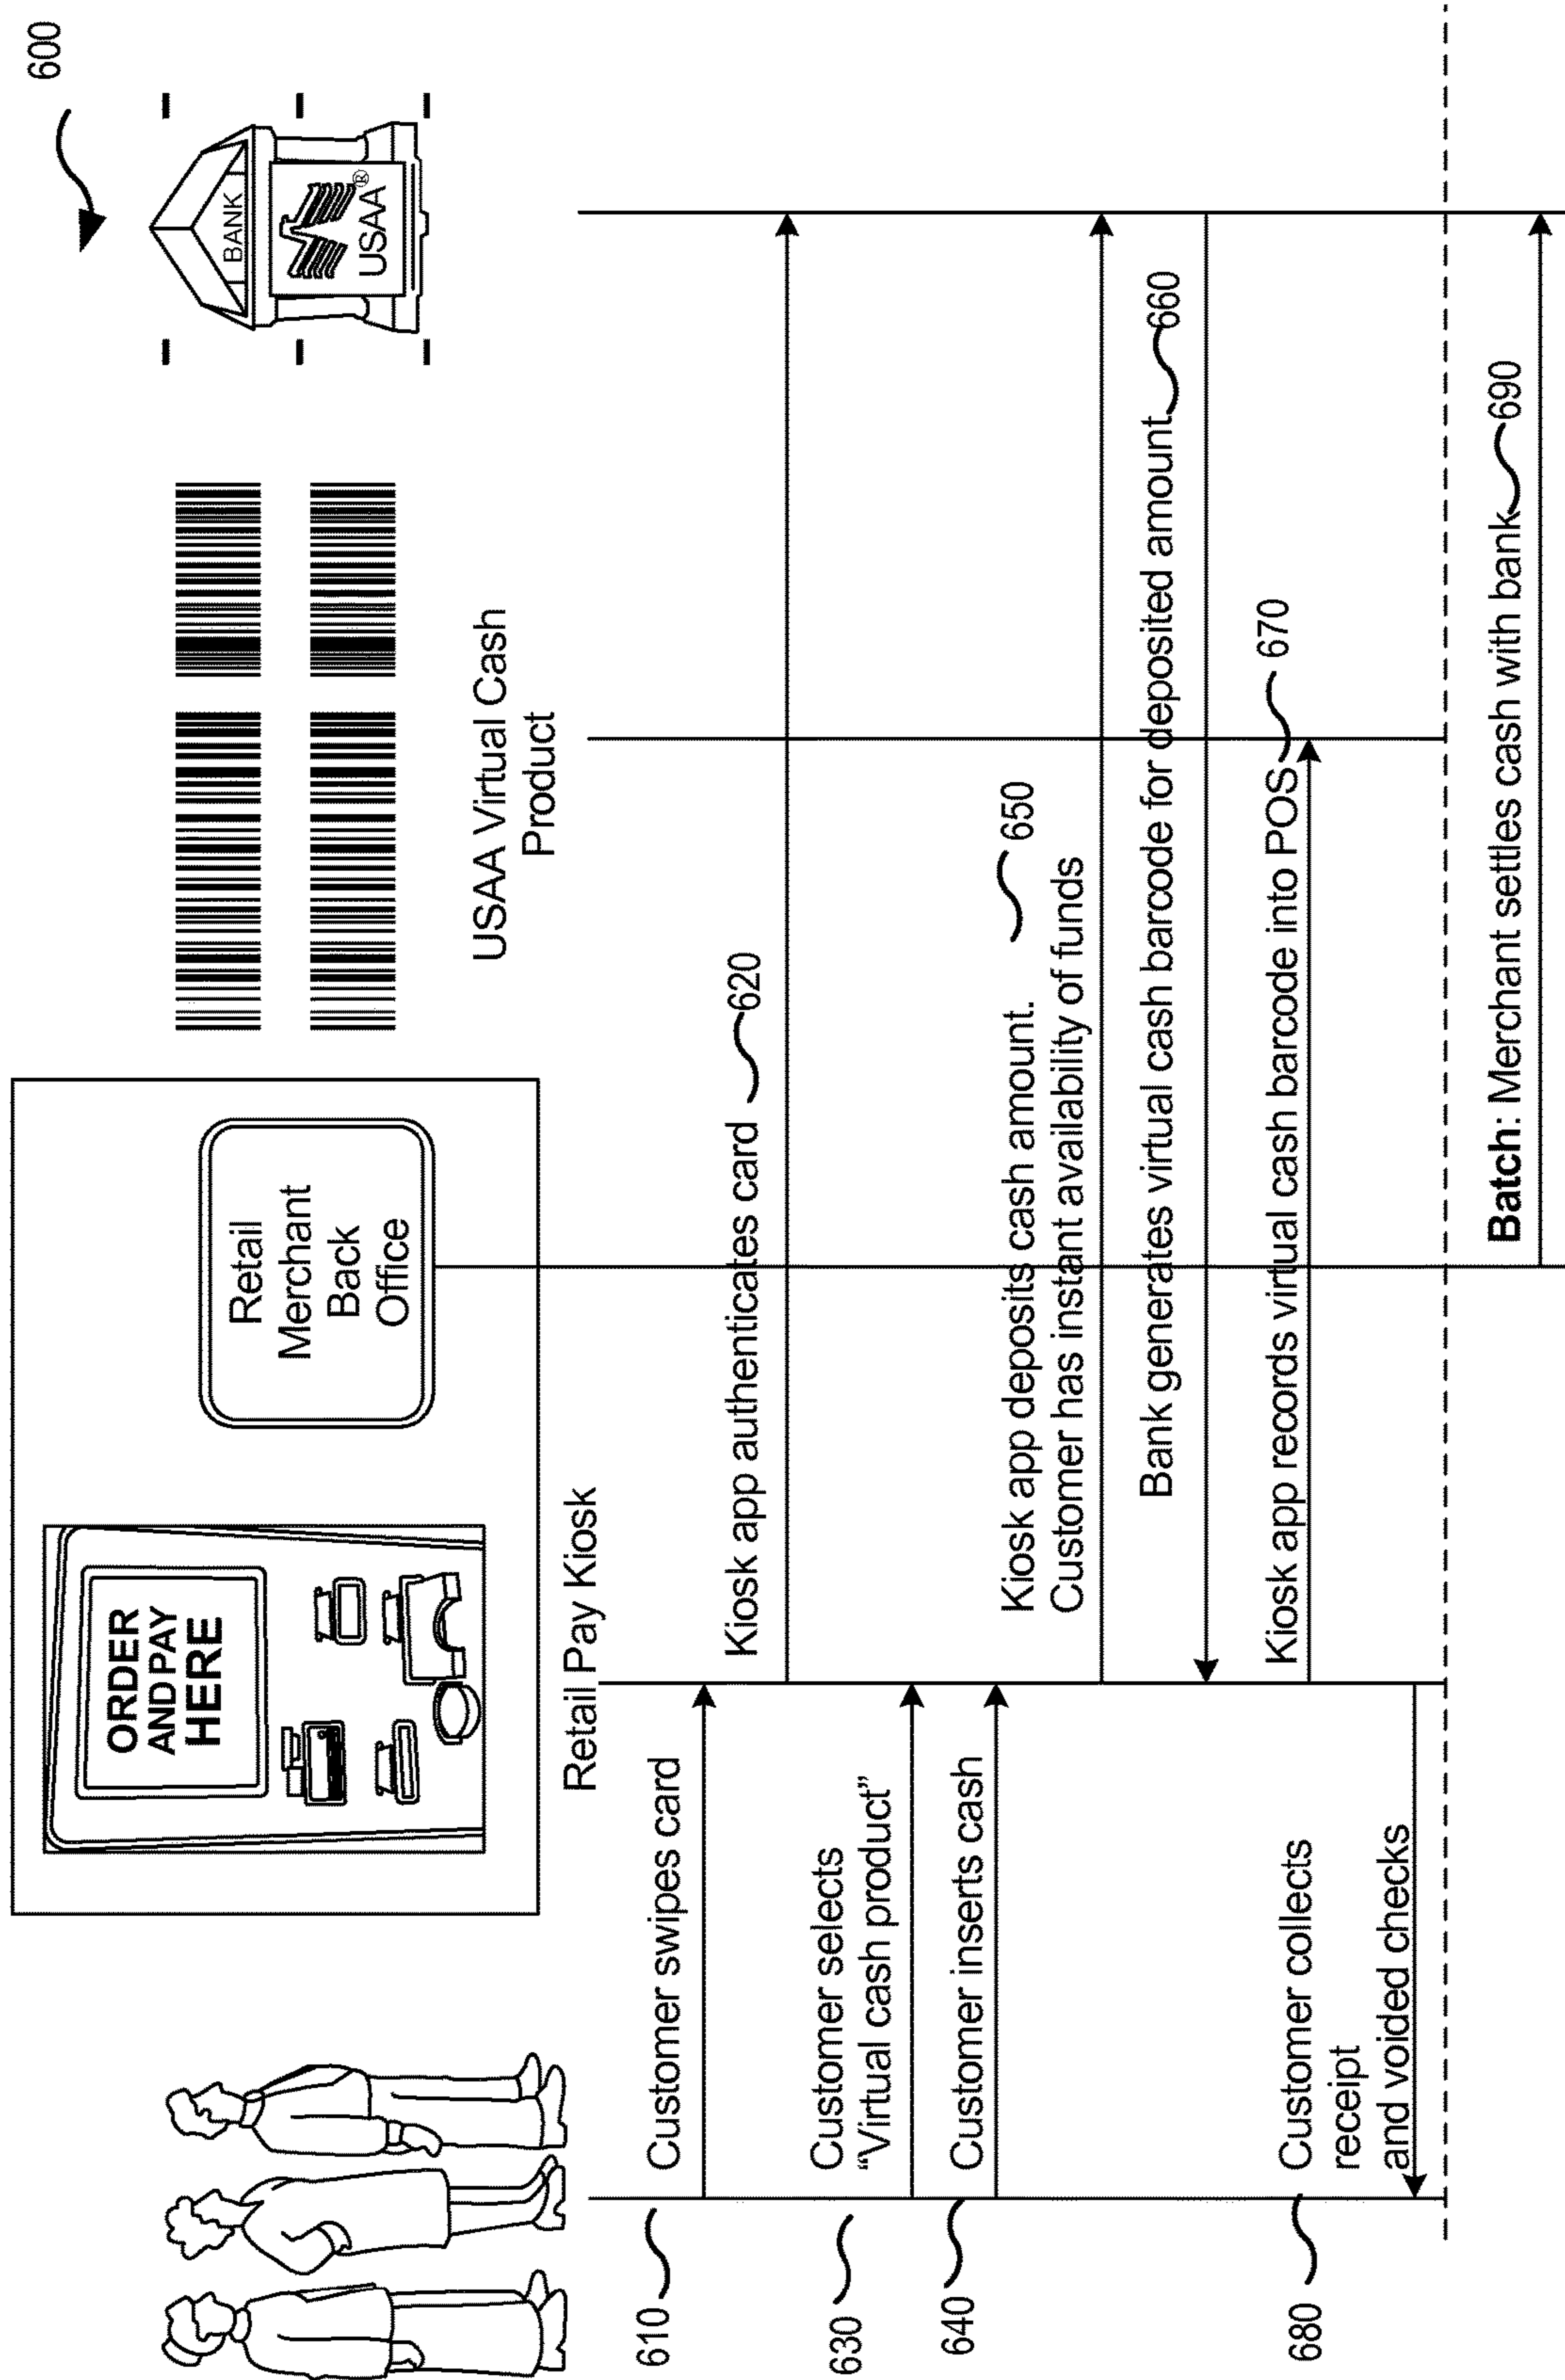 600
ORDER
AND PAY
HERE
Retail
Merchant
Back
Office
BANK
USAA®
Retail Pay Kiosk
USAA Virtual Cash
Product
610
Customer swipes card
Kiosk app authenticates card
620
630
Customer selects
“Virtual cash product”
640
Customer inserts cash
Kiosk app deposits cash amount.
650
Customer has instant availability of funds
Bank generates virtual cash barcode for deposited amount
660
Kiosk app records virtual cash barcode into POS
670
680
Customer collects
receipt
and voided checks
Batch: Merchant settles cash with bank
690